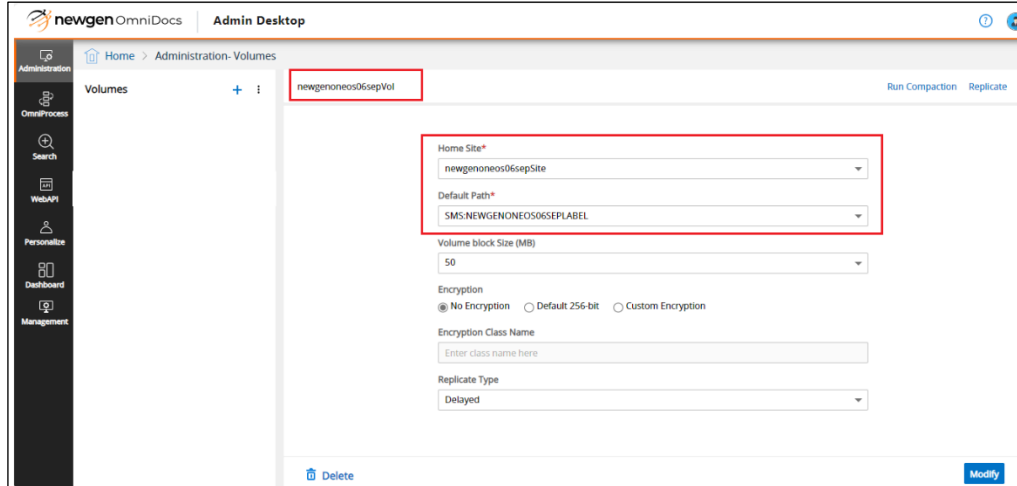 newgen OmniDocs Admin Desktop
Administration
OmniProcess
Search
API
WebAPI
Personalize
Dashboard
Management
Home > Administration- Volumes
Volumes + 
newgenoneos06sepVol
Run Compaction Replicate
Home Site*
newgenoneos06sepSite
Default Path*
SMS:NEWGENONEOS06SEPLABEL
Volume block Size (MB)
50
Encryption
No Encryption Default 256-bit Custom Encryption
Encryption Class Name
Enter class name here
Replicate Type
Delayed
Delete
Modify